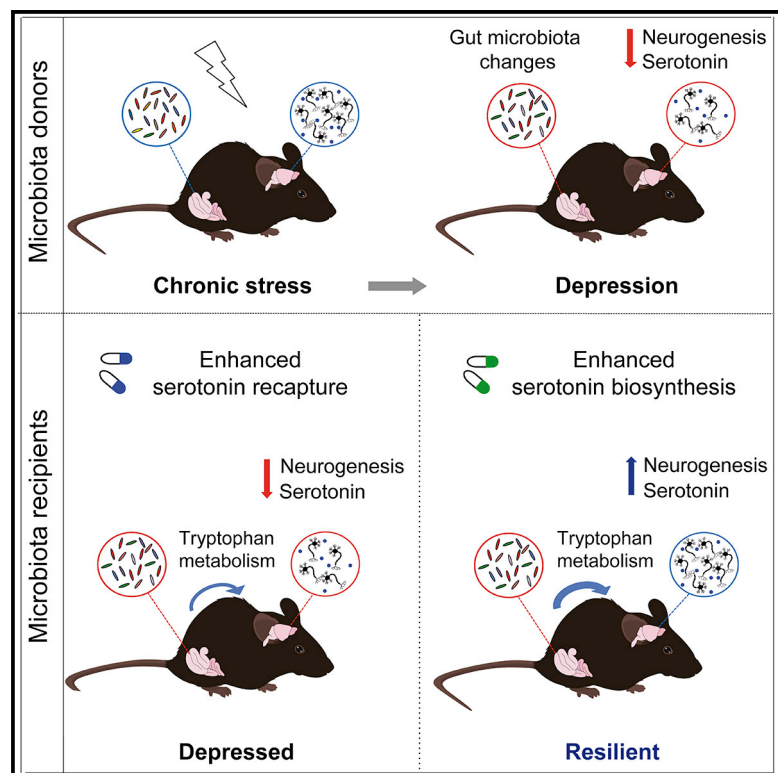 Microbiota donors
Gut microbiota
changes
Neurogenesis
Serotonin
Chronic stress
Depression
Microbiota recipients
Enhanced
serotonin recapture
Neurogenesis
Serotonin
Tryptophan
metabolism
Depressed
Enhanced
serotonin biosynthesis
Neurogenesis
Serotonin
Tryptophan
metabolism
Resilient